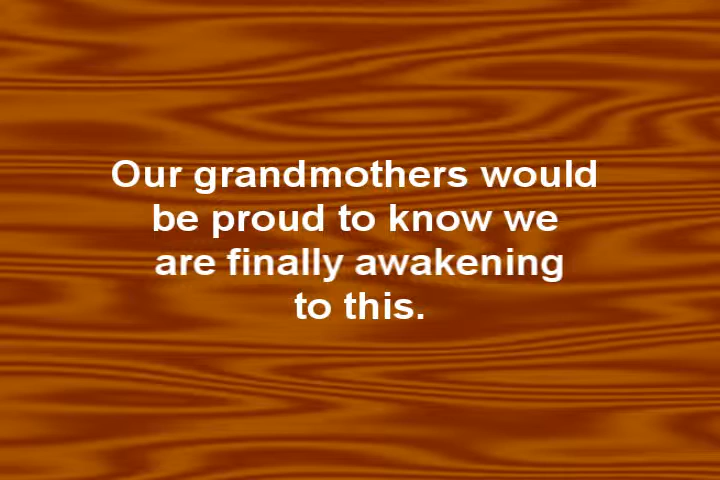 Our grandmothers would
be proud to know we
are finally awakening
to this.